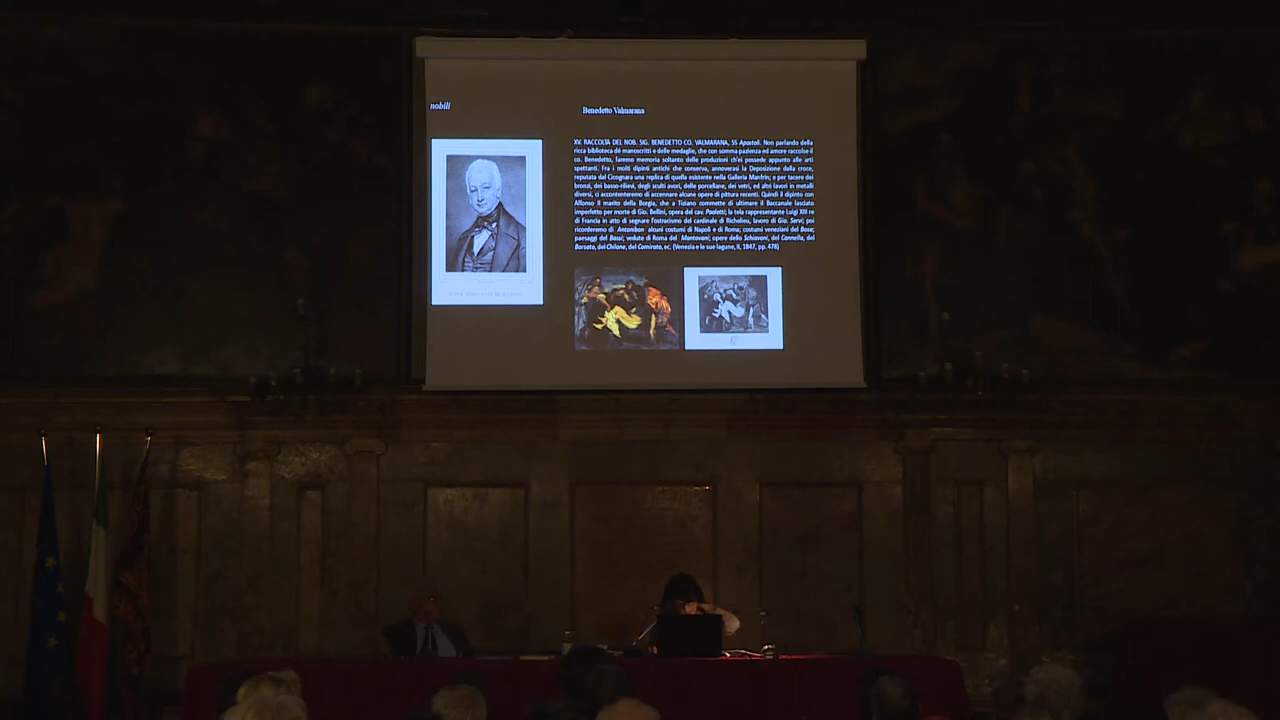 nobili
Benedetto Valmarana
XV. RACCOLTA DEL NOB. SIG. BENEDETTO CO. VALMARANA, SS Apostoli. Non parlando della
ricca biblioteca dè manoscritti e delle medaglie, che con somma pazienza ed amore raccolse il
co. Benedetto, faremo memoria soltanto delle produzioni ch'ei possede appunto alle arti
spettanti. Fra i molti dipinti antichi che conserva, annoverasi la Deposizione dalla croce,
reputata dal Cicognara una replica di quella esistente nella Galleria Manfrin; e per tacere dei
bronzi, dei basso-rilievi, degli sculti avori, delle porcellane, dei vetri, ed altri lavori in metalli
diversi, ci accontenteremo di accennare alcune opere di pittura recenti. Quindi il dipinto con
Alfonso II marito della Borgia, che a Tiziano commette di ultimare il Baccanale lasciato
imperfetto per morte di Gio. Bellini, opera del cav. Paoletti; la tela rappresentante Luigi XIII re
di Francia in atto di segnare l'ostracismo del cardinale di Richelieu, lavoro di Gio. Servi; poi
ricorderemo di Antonibon alcuni costumi di Napoli e di Roma; costumi veneziani del Bosa;
paesaggi del Bassi; vedute di Roma del Mantovani; opere dello Schiavoni, del Cannella, del
Borsato, del Chilone, del Comirato, ec. (Venezia e le sue lagune, II, 1847, pp. 478)